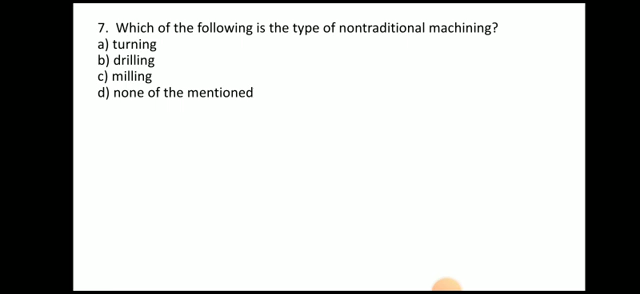 7. Which of the following is the type of nontraditional machining?
a) turning
b) drilling
c) milling
d) none of the mentioned